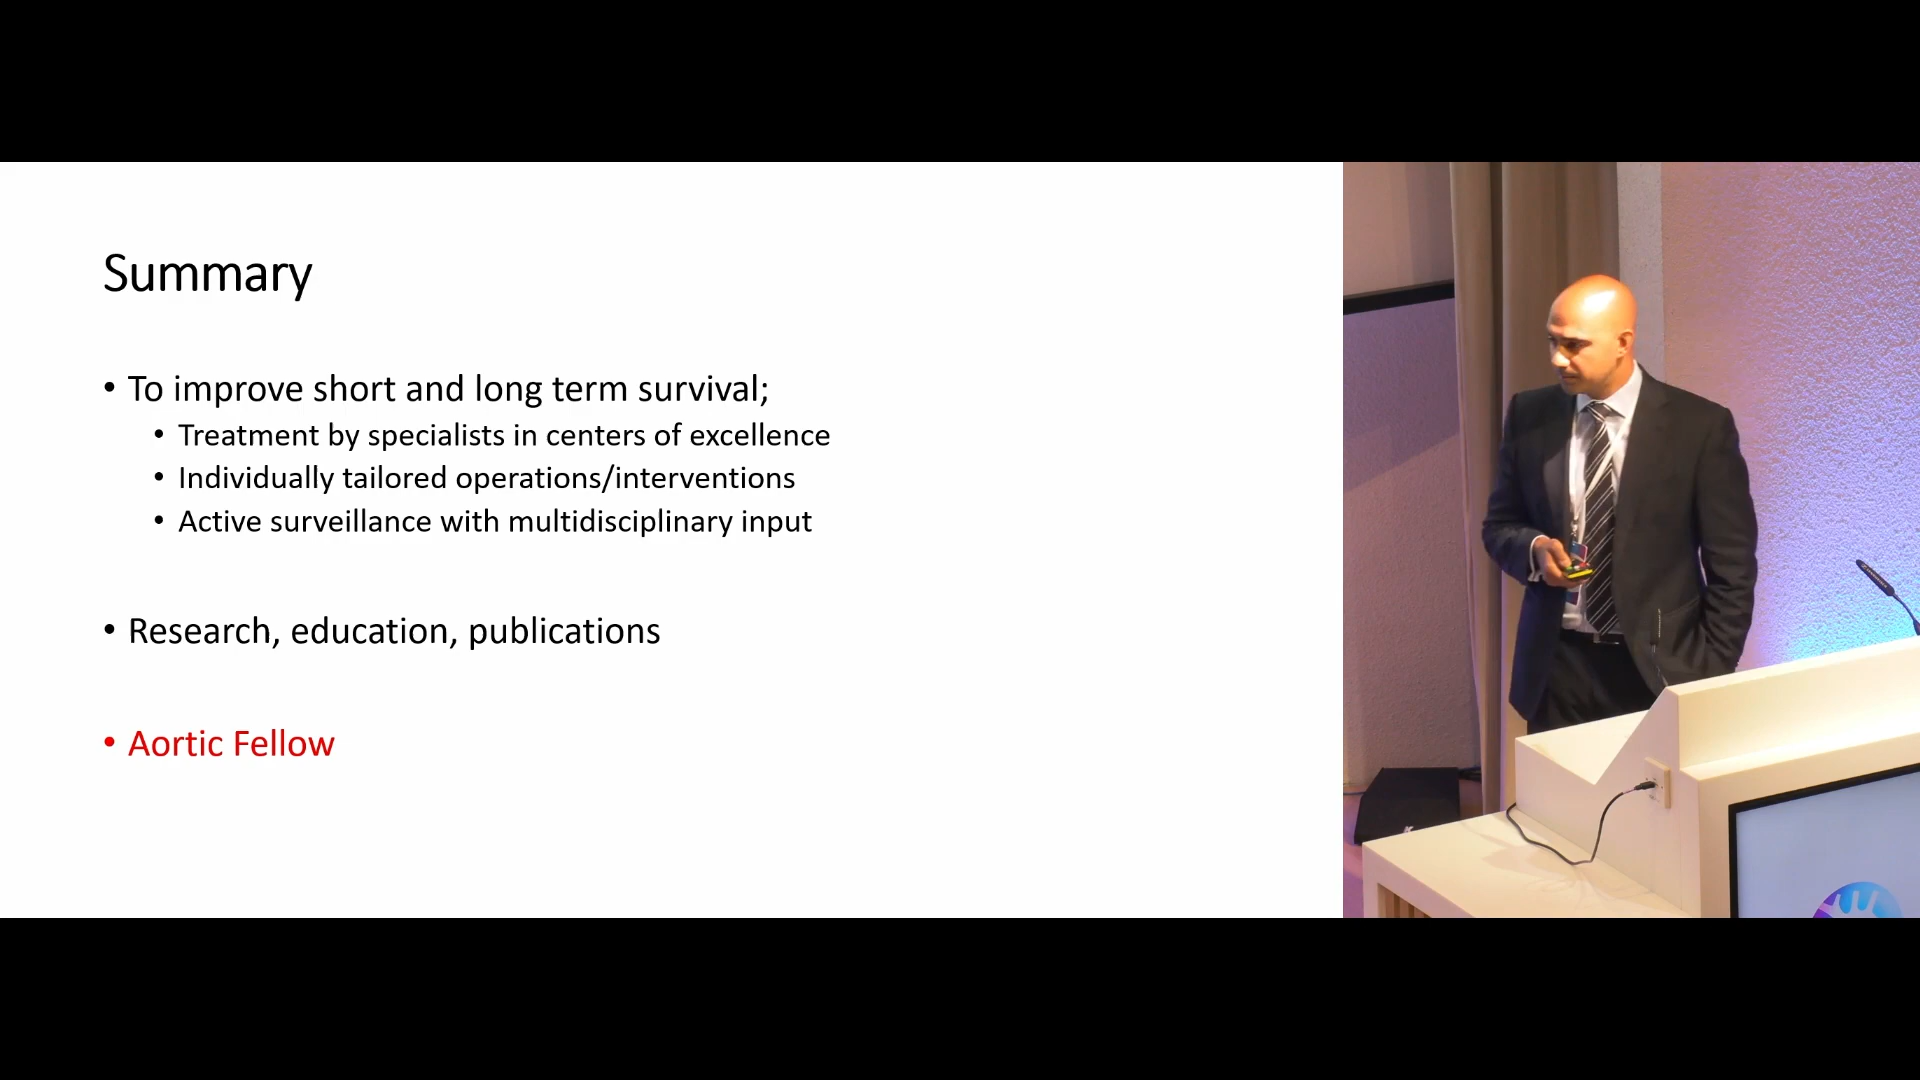 Summary
• To improve short and long term survival;
• Treatment by specialists in centers of excellence
• Individually tailored operations/interventions
• Active surveillance with multidisciplinary input
• Research, education, publications
• Aortic Fellow